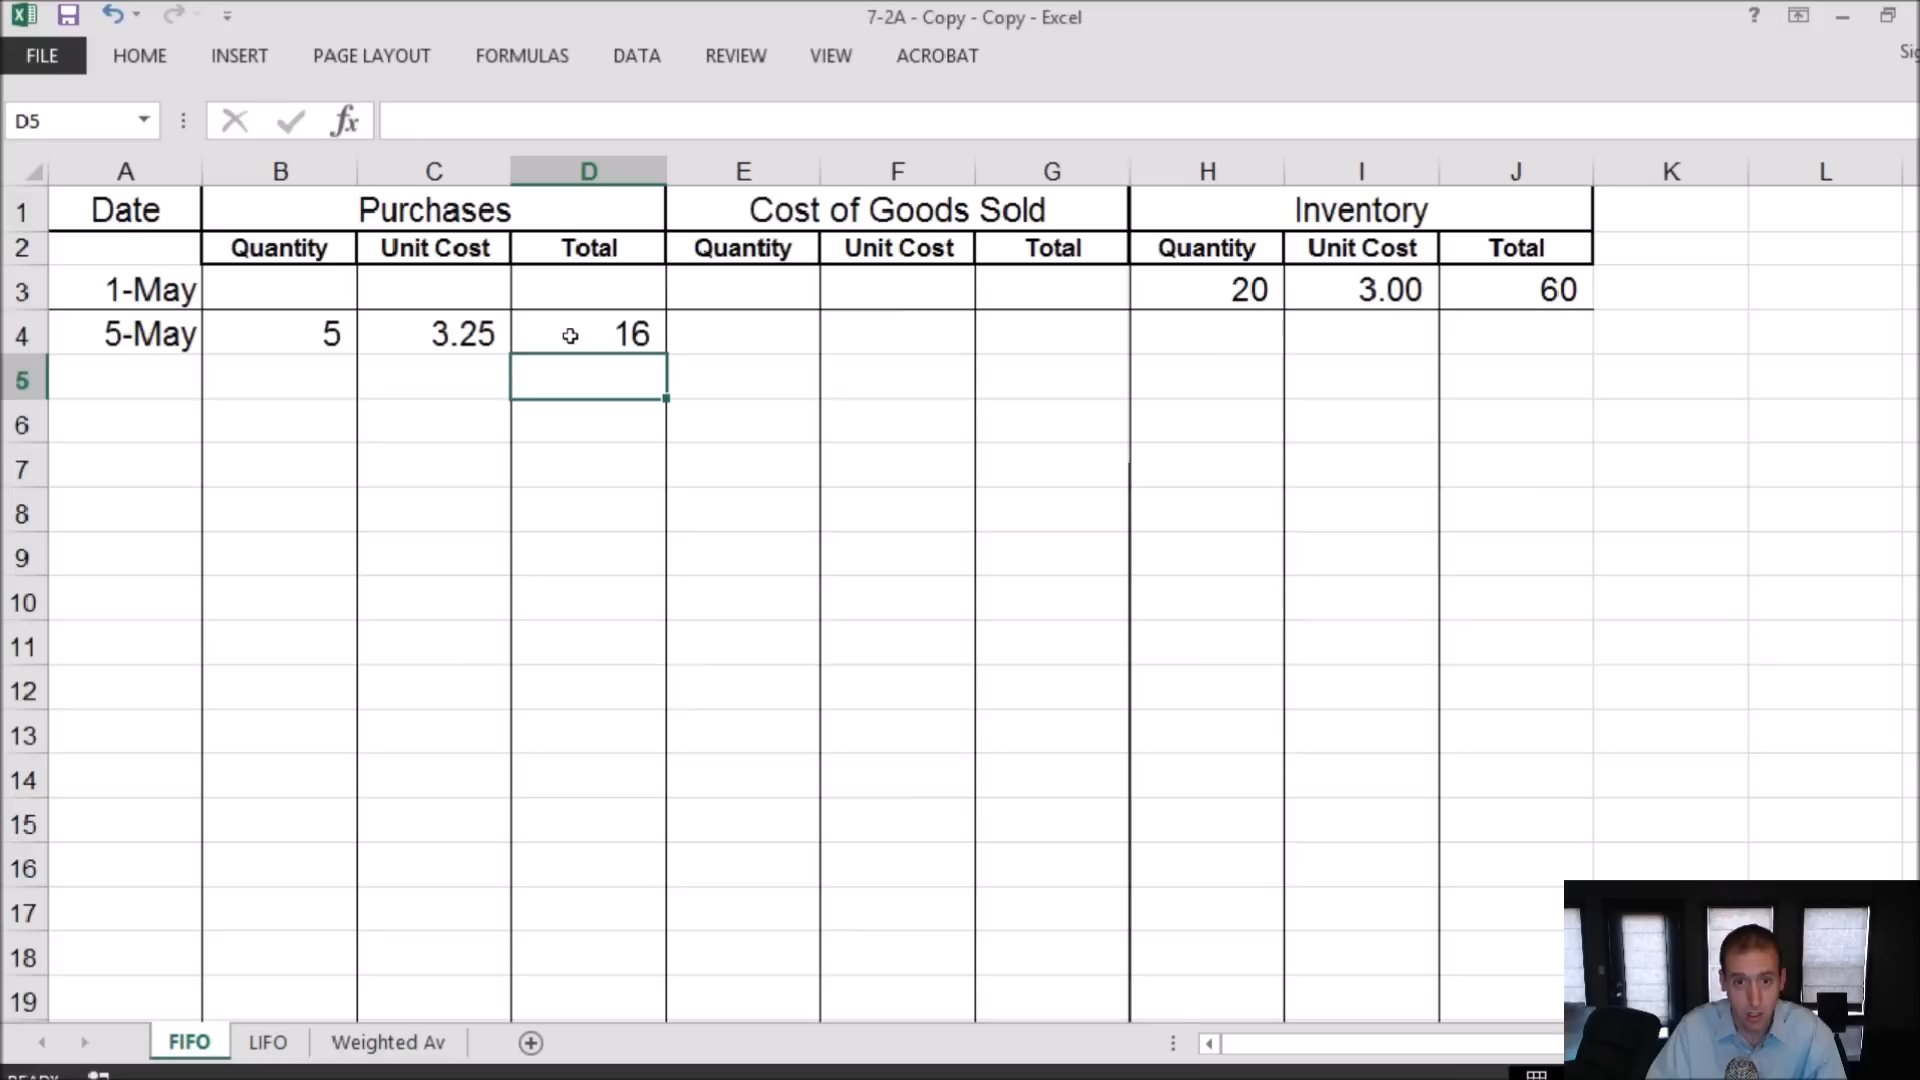 7-2A - Copy - Copy - Excel
FILE HOME INSERT PAGE LAYOUT FORMULAS DATA REVIEW VIEW ACROBAT
D5 fx
A B C D E F G H I J K L
1 Date Purchases Cost of Goods Sold Inventory
2 Quantity Unit Cost Total Quantity Unit Cost Total Quantity Unit Cost Total
3 1-May 20 3.00 60
4 5-May 5 3.25 16
5
6
7
8
9
10
11
12
13
14
15
16
17
18
19
FIFO LIFO Weighted Av